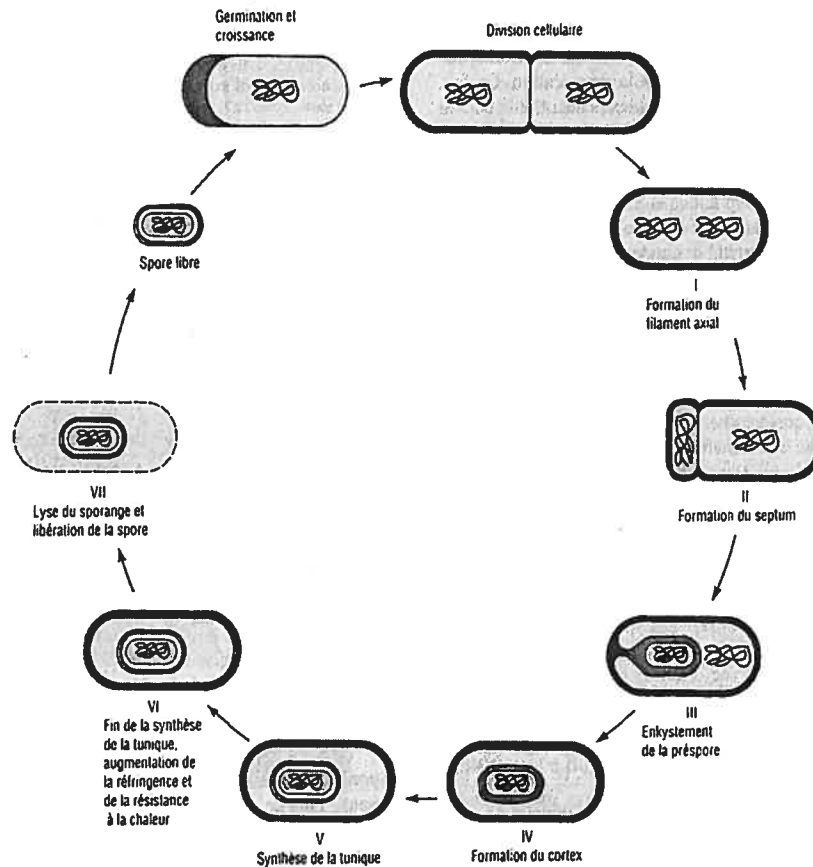 Germination et
croissance
Division cellulaire
Spore libre
I
Formation du
filament axial
II
Formation du septum
III
Enkystement
de la préspore
IV
Formation du cortex
V
Synthèse de la tunique
VI
Fin de la synthèse
de la tunique,
augmentation de
la réfringence et
de la résistance
à la chaleur
VII
Lyse du sporange et
libération de la spore